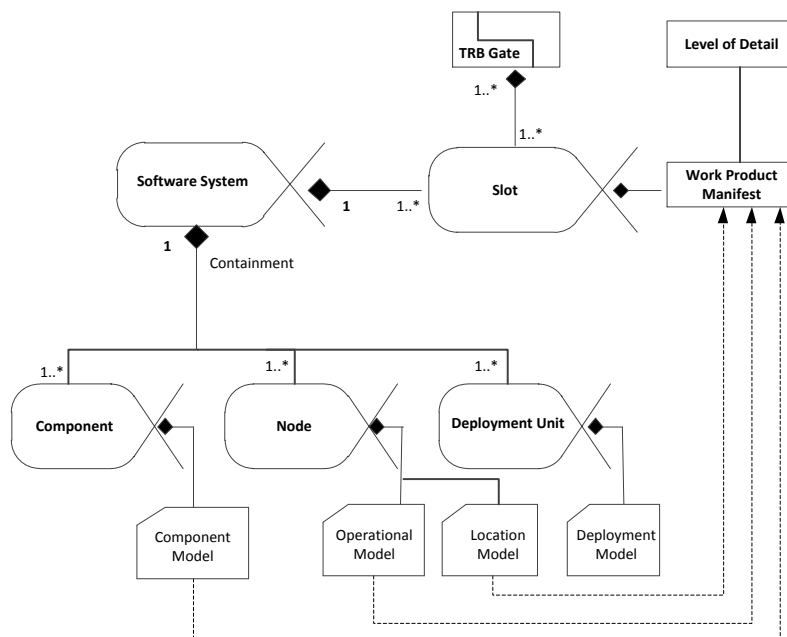 TRB Gate
Level of Detail
1..*
1..*
Software System
Slot
Work Product
Manifest
1
1..*
1
Containment
1..*
1..*
1..*
Component
Node
Deployment Unit
Component
Model
Operational
Model
Location
Model
Deployment
Model